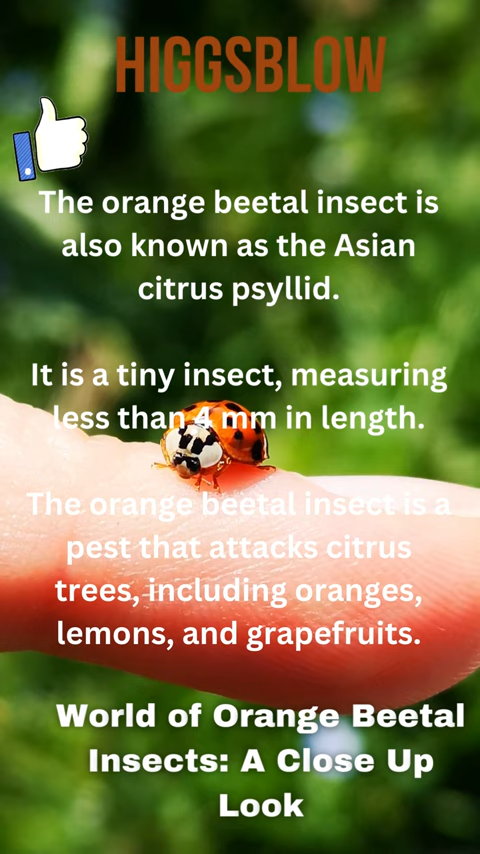 HIGGSBLOW
The orange beetal insect is
also known as the Asian
citrus psyllid.
It is a tiny insect, measuring
less than 4 mm in length.
The orange beetal insect is a
pest that attacks citrus
trees, including oranges,
lemons, and grapefruits.
World of Orange Beetal
Insects: A Close Up
Look